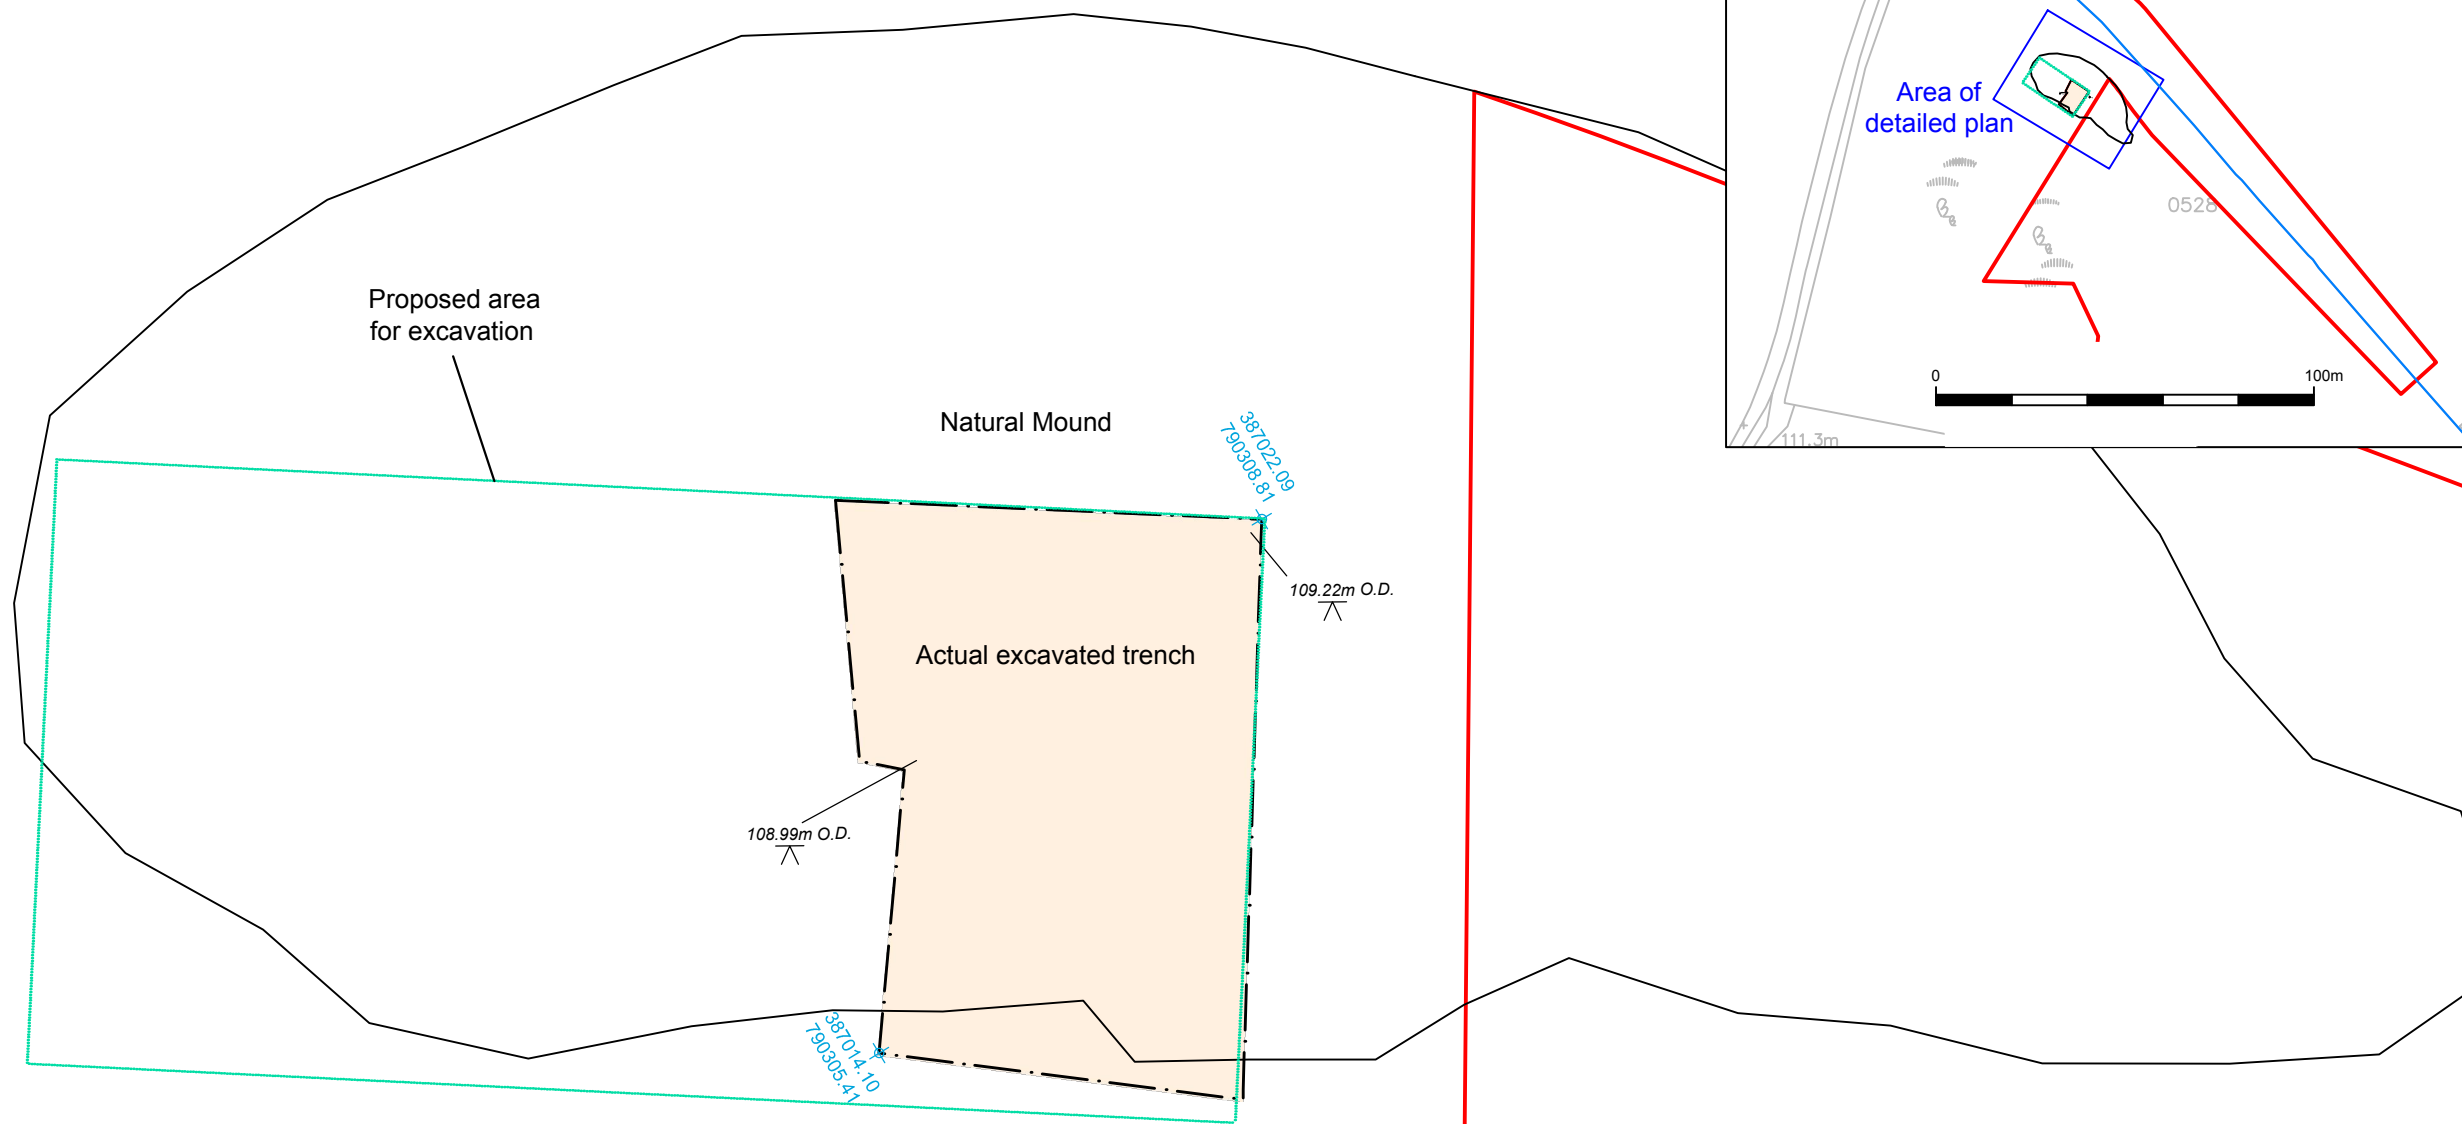 Area of
detailed plan
0528
0
100m
111.3m
Proposed area
for excavation
Natural Mound
387022.09
790308.81
109.22m O.D.
Actual excavated trench
108.99m O.D.
387014.10
790305.41